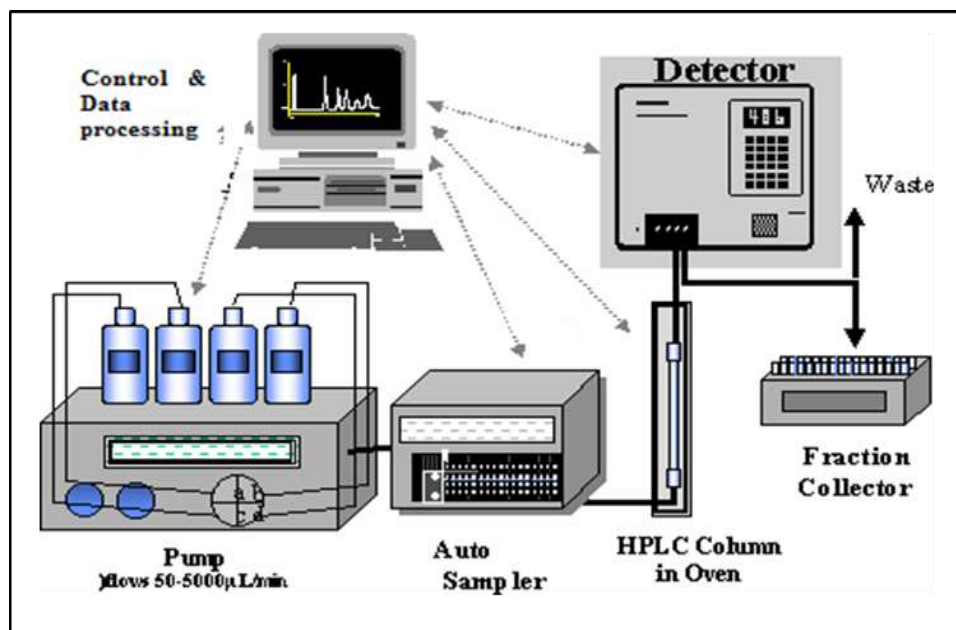 Control &
Data
processing
Detector
486
Waste
a b
c d
Pump
)flows 50-5000µL/min
Auto
Sampler
HPLC Column
in Oven
Fraction
Collector